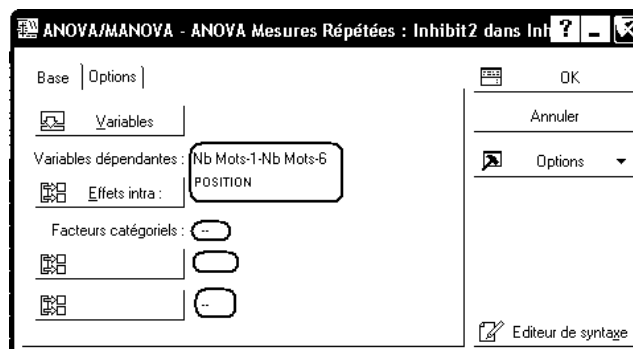 ANOVA/MANOVA - ANOVA Mesures Répétées : Inhibit2 dans Inh
Base Options
Variables
Variables dépendantes : Nb Mots-1-Nb Mots-6
Effets intra : POSITION
Facteurs catégoriels : --
--
OK
Annuler
Options
Editeur de syntaxe